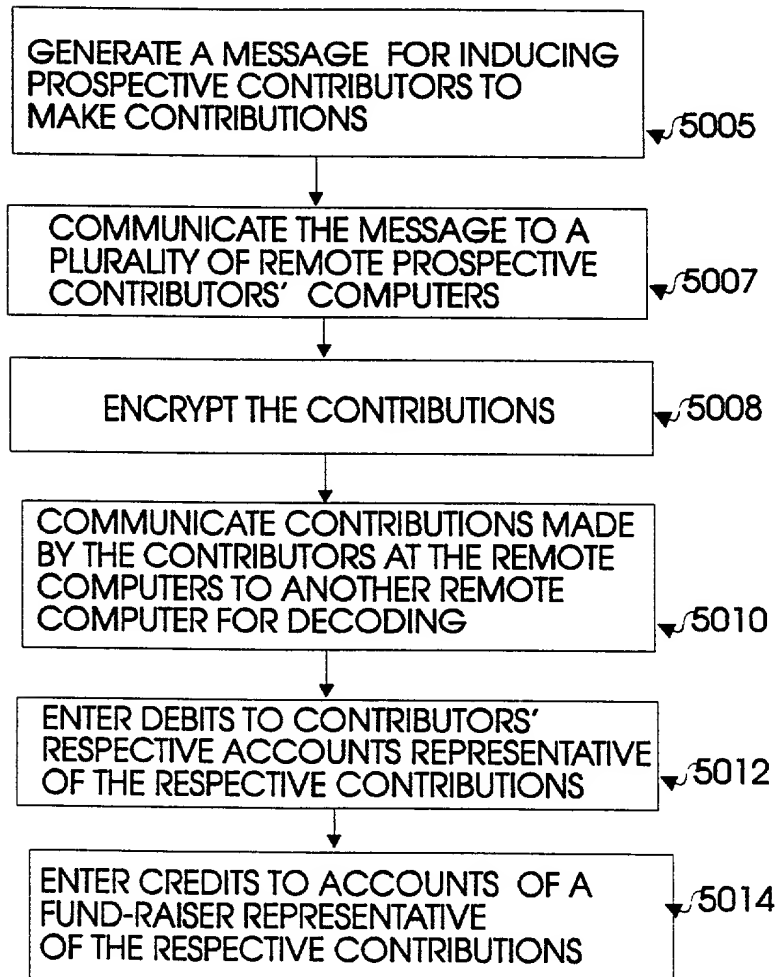 GENERATE A MESSAGE FOR INDUCING
PROSPECTIVE CONTRIBUTORS TO
MAKE CONTRIBUTIONS
5005
COMMUNICATE THE MESSAGE TO A
PLURALITY OF REMOTE PROSPECTIVE
CONTRIBUTORS' COMPUTERS
5007
ENCRYPT THE CONTRIBUTIONS
5008
COMMUNICATE CONTRIBUTIONS MADE
BY THE CONTRIBUTORS AT THE REMOTE
COMPUTERS TO ANOTHER REMOTE
COMPUTER FOR DECODING
5010
ENTER DEBITS TO CONTRIBUTORS'
RESPECTIVE ACCOUNTS REPRESENTATIVE
OF THE RESPECTIVE CONTRIBUTIONS
5012
ENTER CREDITS TO ACCOUNTS OF A
FUND-RAISER REPRESENTATIVE
OF THE RESPECTIVE CONTRIBUTIONS
5014